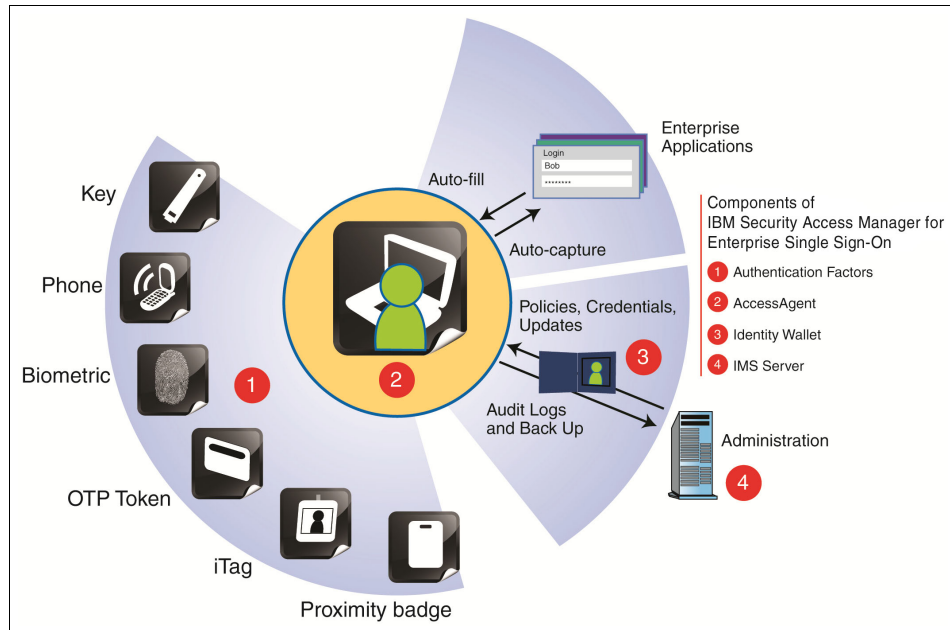 Key
Phone
Biometric
1
OTP Token
iTag
Proximity badge
2
Auto-fill
Auto-capture
Login
Bob
********
Enterprise
Applications
Policies, Credentials,
Updates
3
Audit Logs
and Back Up
Administration
4
Components of
IBM Security Access Manager for
Enterprise Single Sign-On
1 Authentication Factors
2 AccessAgent
3 Identity Wallet
4 IMS Server